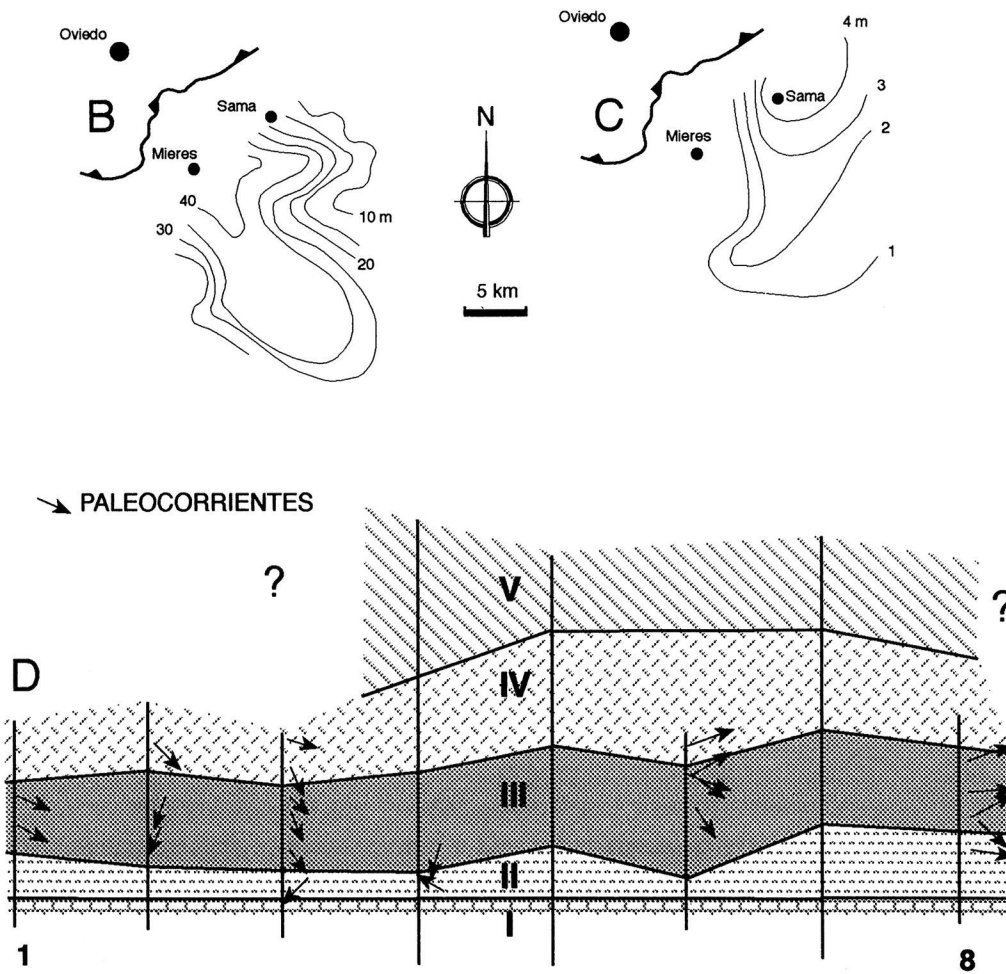 Oviedo
B
Sama
Mieres
40
30
10 m
20
N
5 km
Oviedo
C
4 m
Sama
3
Mieres
2
1
PALEOCORRIENTES
?
V
?
D
IV
III
II
I
1
8